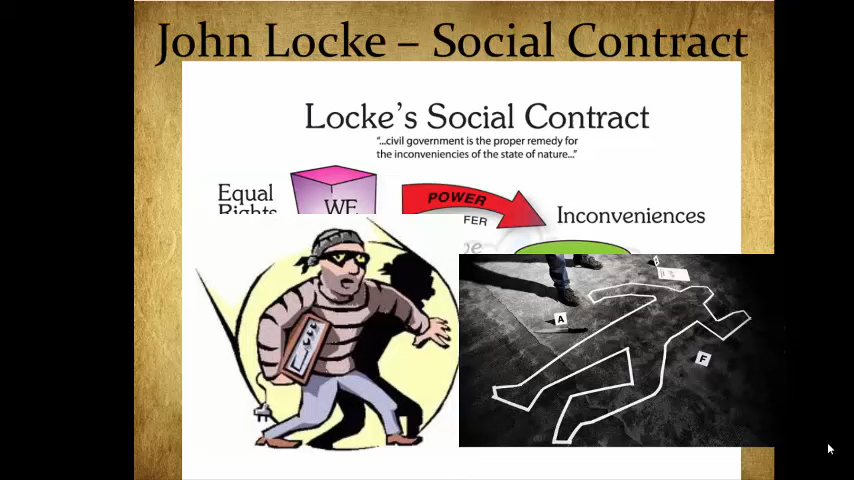 John Locke – Social Contract
Locke's Social Contract
"...civil government is the proper remedy for
the inconveniencies of the state of nature..."
Equal
Rights
WE
POWER
FER
Inconveniences
A
F